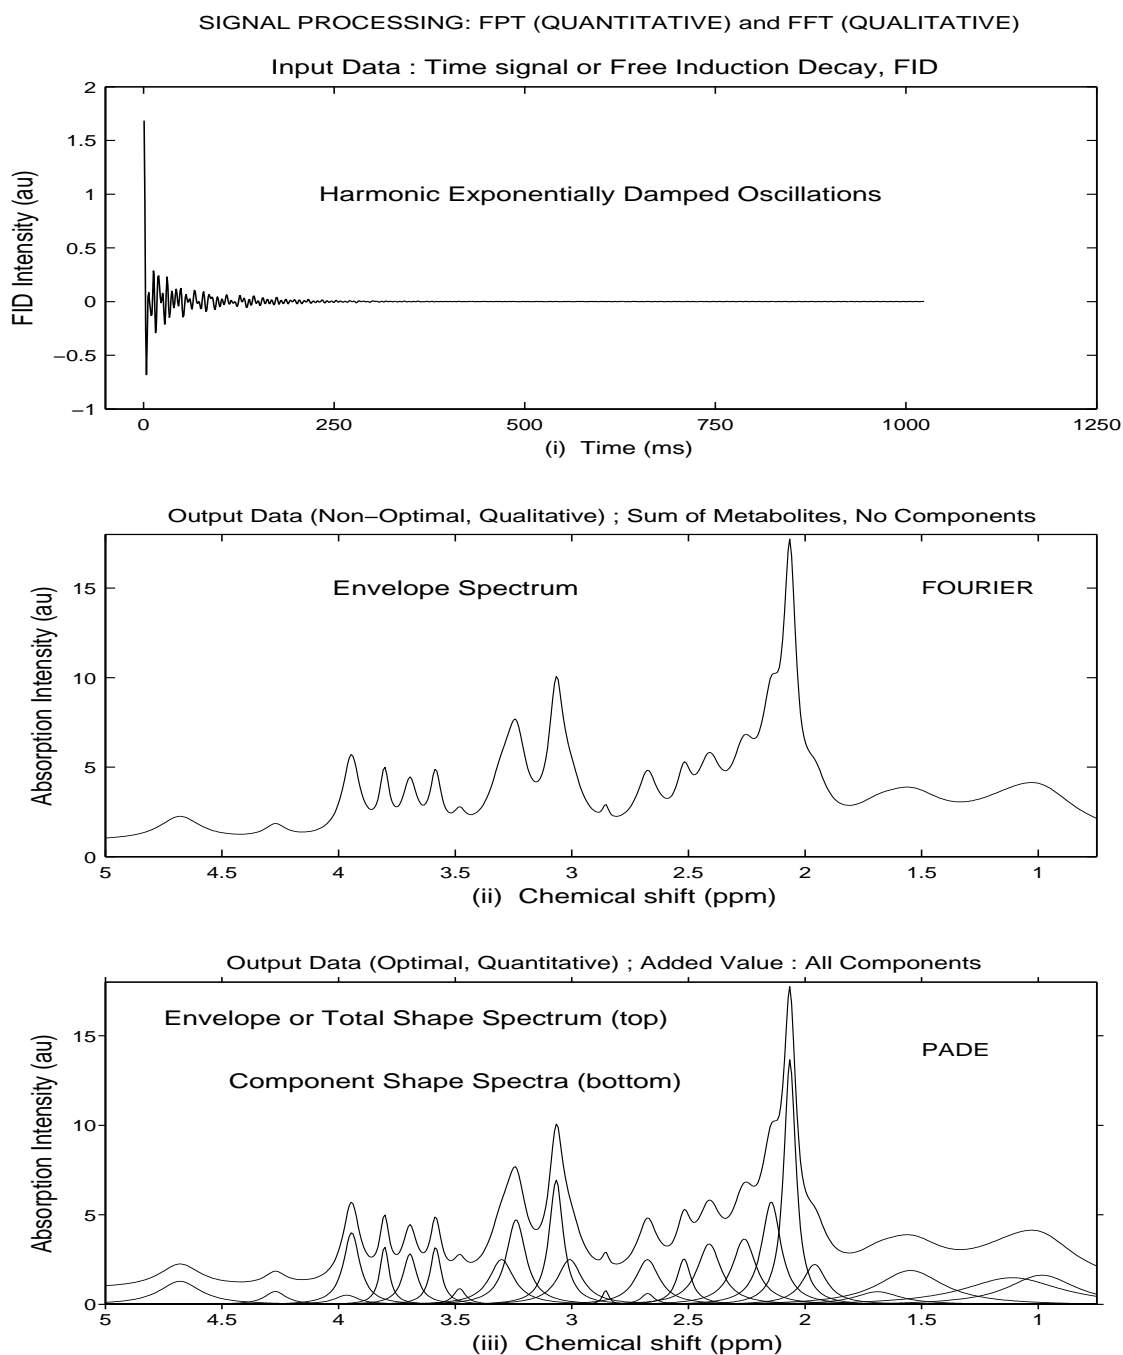 SIGNAL PROCESSING: FPT (QUANTITATIVE) and FFT (QUALITATIVE)
Input Data : Time signal or Free Induction Decay, FID
2
1.5
1
0.5
0
−0.5
−1
FID Intensity (au)
Harmonic Exponentially Damped Oscillations
0 250 500 750 1000 1250
(i) Time (ms)
Output Data (Non−Optimal, Qualitative) ; Sum of Metabolites, No Components
15
10
5
0
Absorption Intensity (au)
Envelope Spectrum
FOURIER
5 4.5 4 3.5 3 2.5 2 1.5 1
(ii) Chemical shift (ppm)
Output Data (Optimal, Quantitative) ; Added Value : All Components
15
10
5
0
Absorption Intensity (au)
Envelope or Total Shape Spectrum (top)
PADE
Component Shape Spectra (bottom)
5 4.5 4 3.5 3 2.5 2 1.5 1
(iii) Chemical shift (ppm)